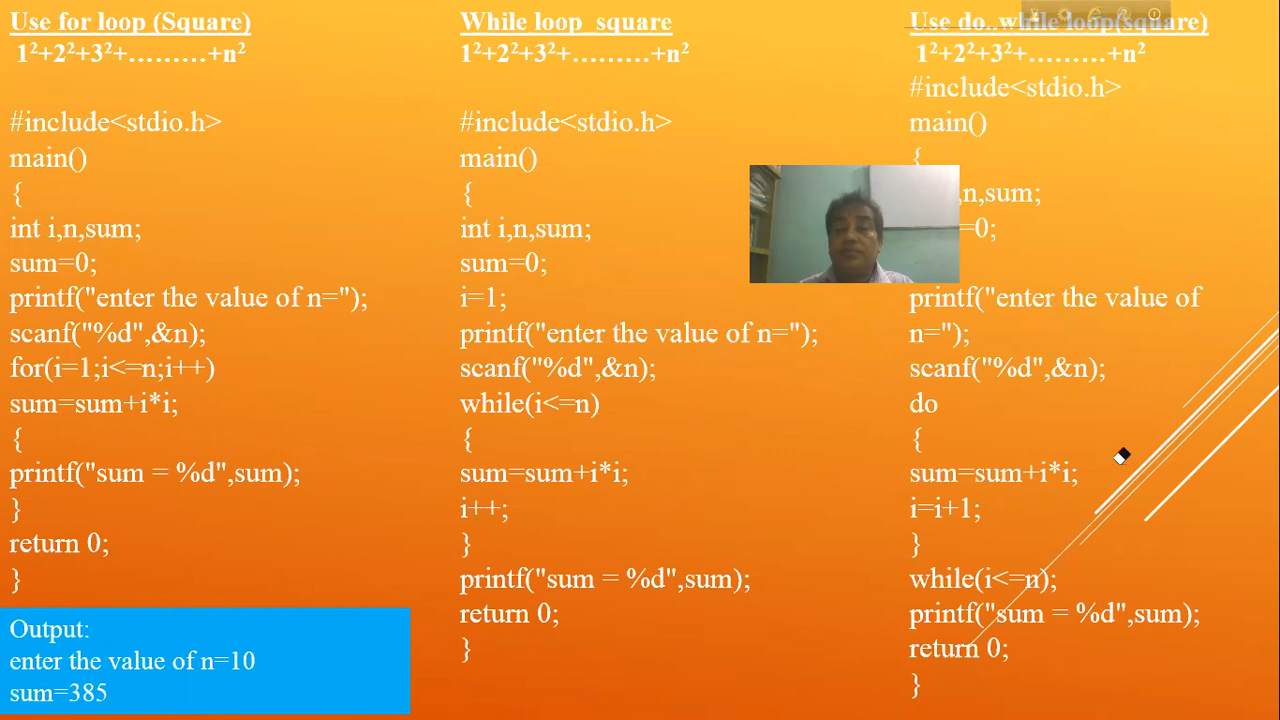 Use for loop (Square)
1²+2²+3²+………+n²
#include<stdio.h>
main()
{
int i,n,sum;
sum=0;
printf("enter the value of n=");
scanf("%d",&n);
for(i=1;i<=n;i++)
sum=sum+i*i;
{
printf("sum = %d",sum);
}
return 0;
}
Output:
enter the value of n=10
sum=385
While loop square
1²+2²+3²+………+n²
#include<stdio.h>
main()
{
int i,n,sum;
sum=0;
i=1;
printf("enter the value of n=");
scanf("%d",&n);
while(i<=n)
{
sum=sum+i*i;
i++;
}
printf("sum = %d",sum);
return 0;
}
Use do..while loop(square)
1²+2²+3²+………+n²
#include<stdio.h>
main()
{
,n,sum;
=0;
printf("enter the value of
n=");
scanf("%d",&n);
do
{
sum=sum+i*i;
i=i+1;
}
while(i<=n);
printf("sum = %d",sum);
return 0;
}